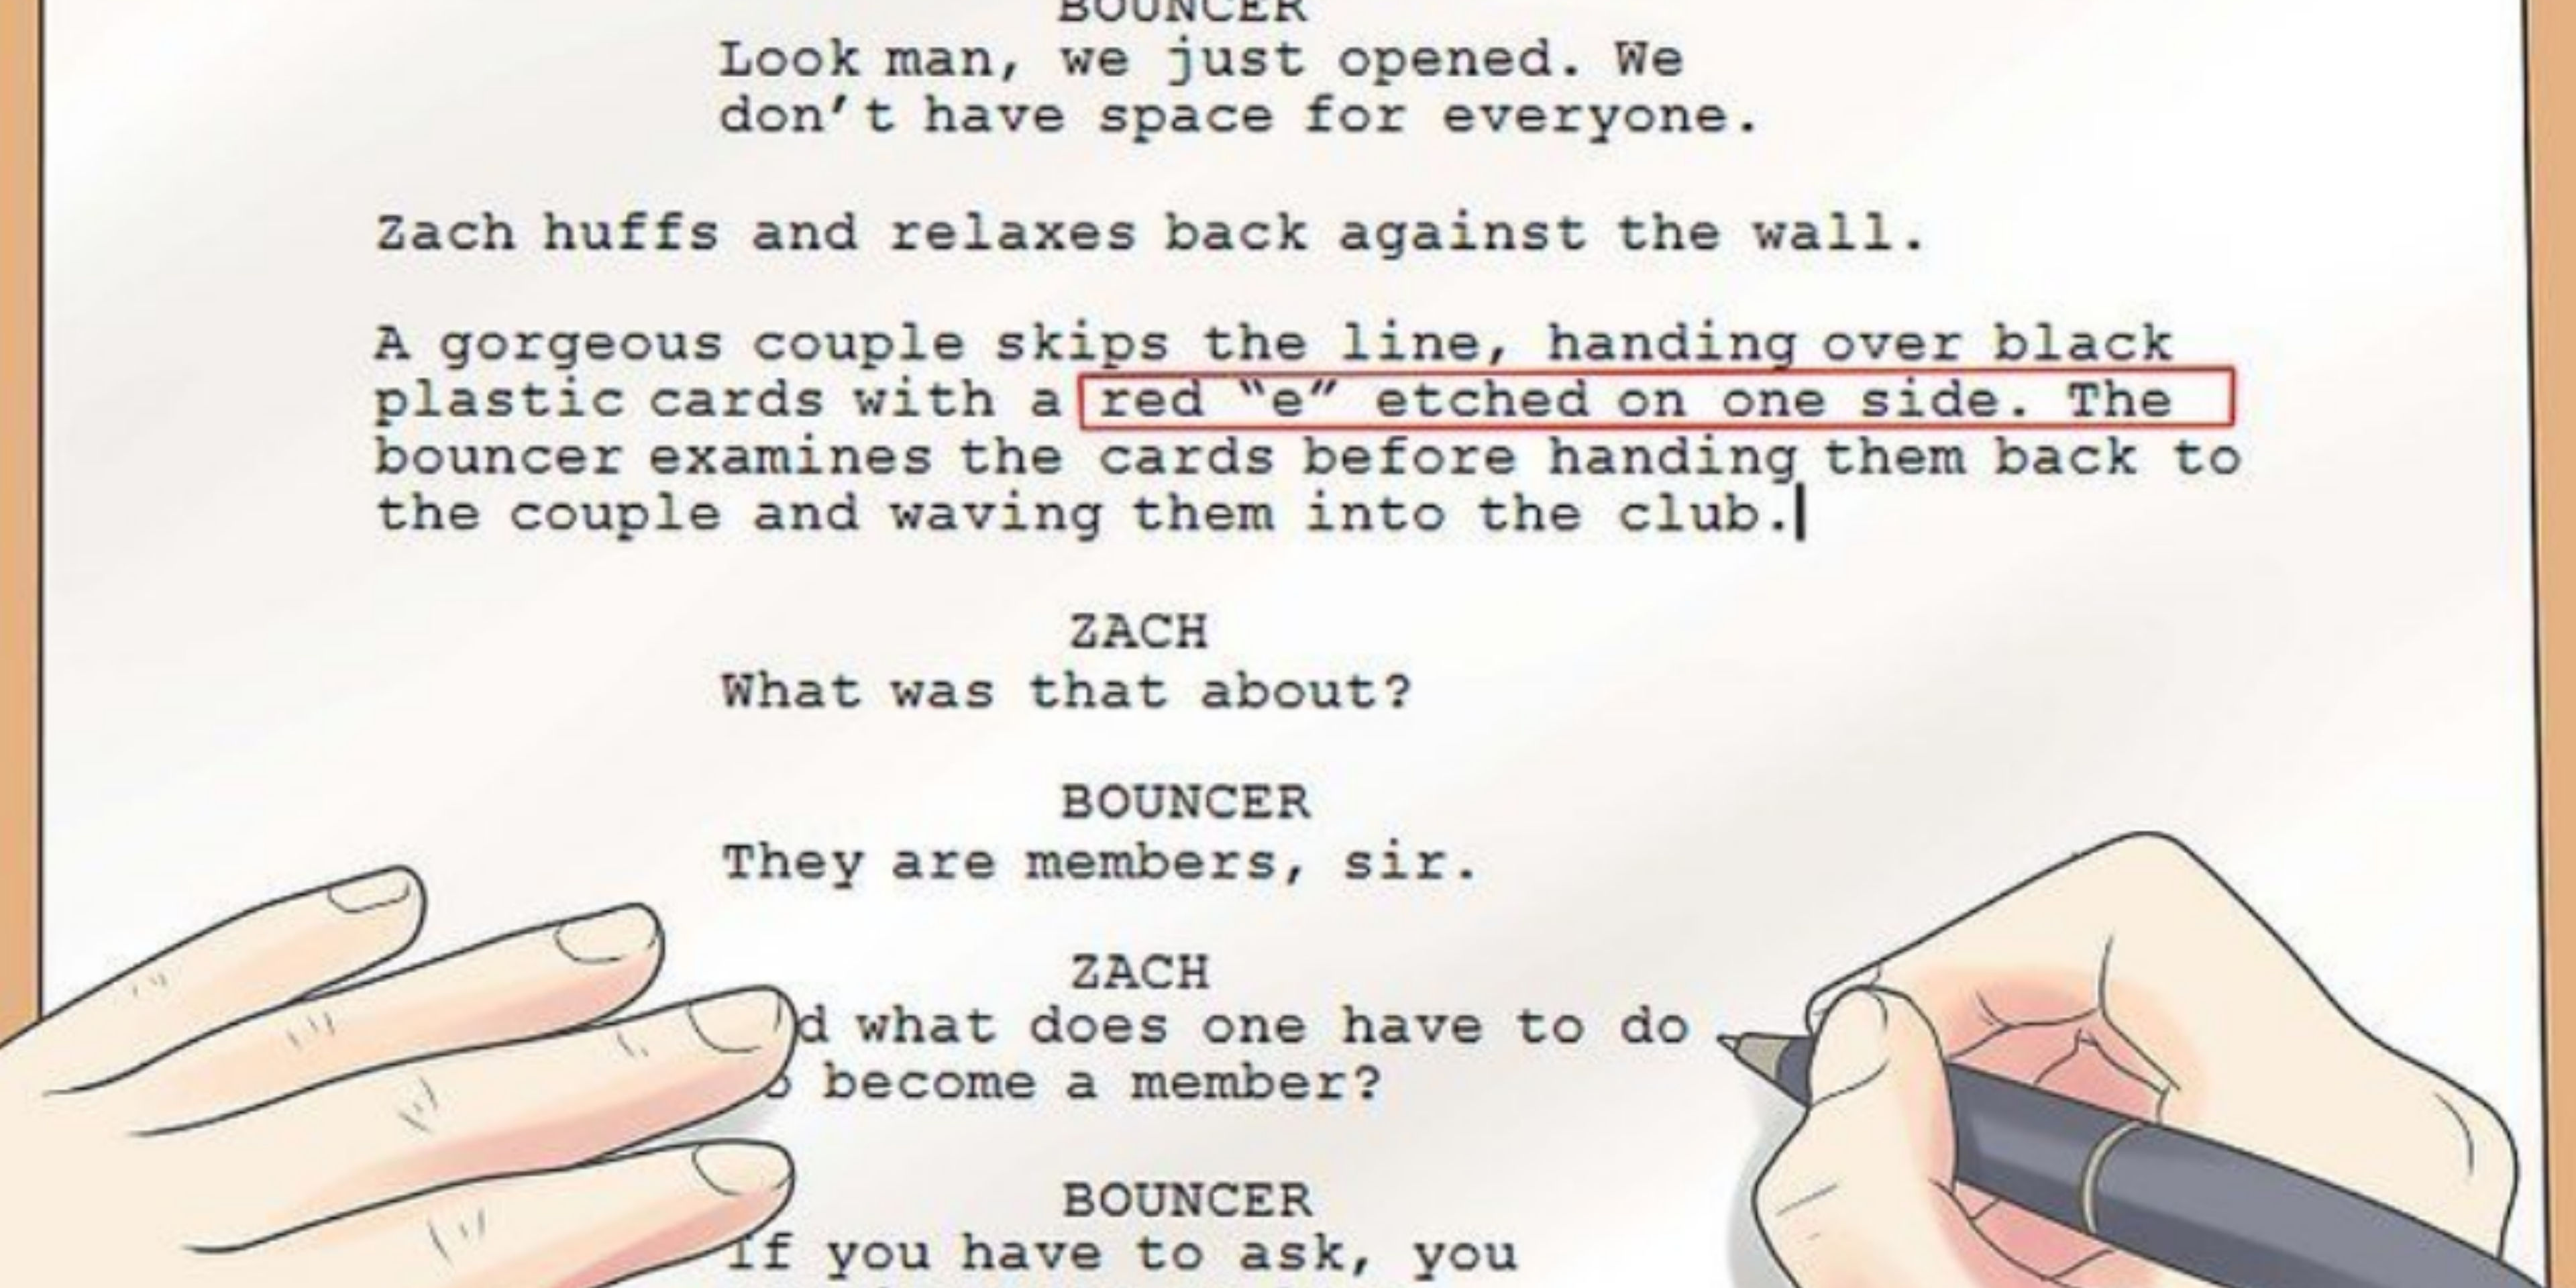 BOUNCER
Look man, we just opened. We
don't have space for everyone.
Zach huffs and relaxes back against the wall.
A gorgeous couple skips the line, handing over black
plastic cards with a red “e” etched on one side. The
bouncer examines the cards before handing them back to
the couple and waving them into the club.
ZACH
What was that about?
BOUNCER
They are members, sir.
ZACH
what does one have to do
become a member?
BOUNCER
If you have to ask, you